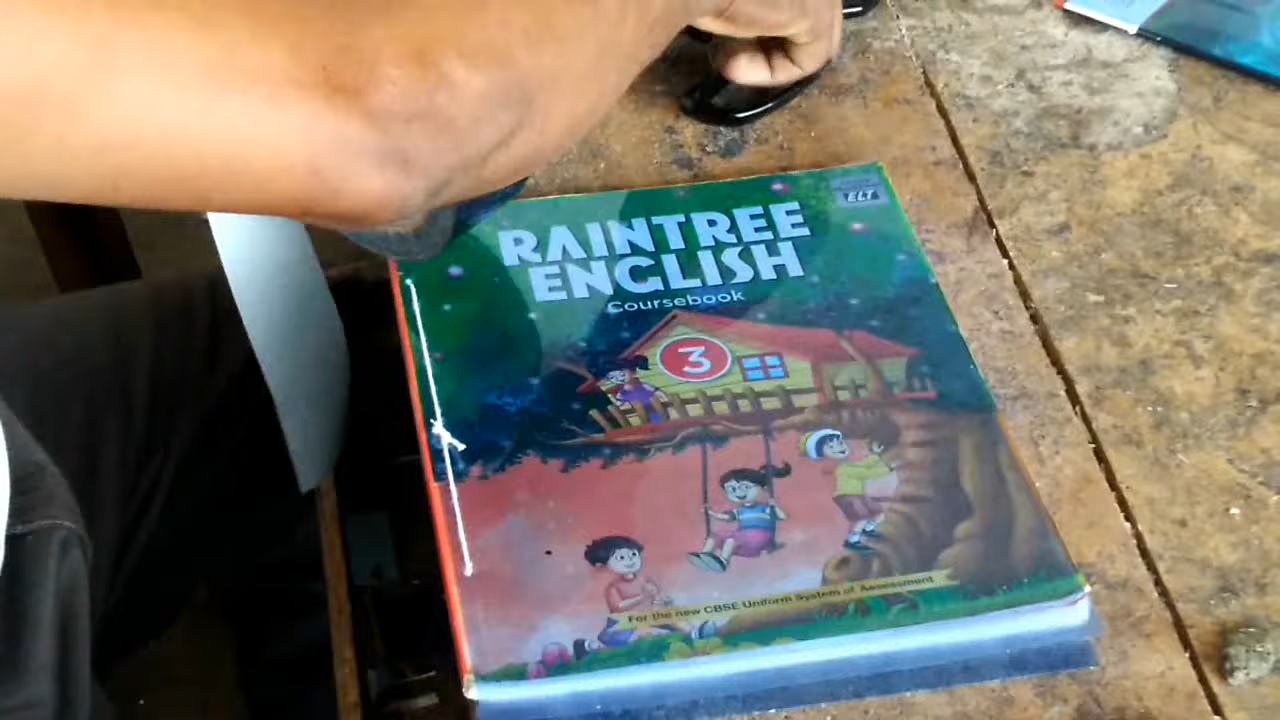 ELT
RAINTREE
ENGLISH
Coursebook
3
For the new CBSE Uniform System of Assessment